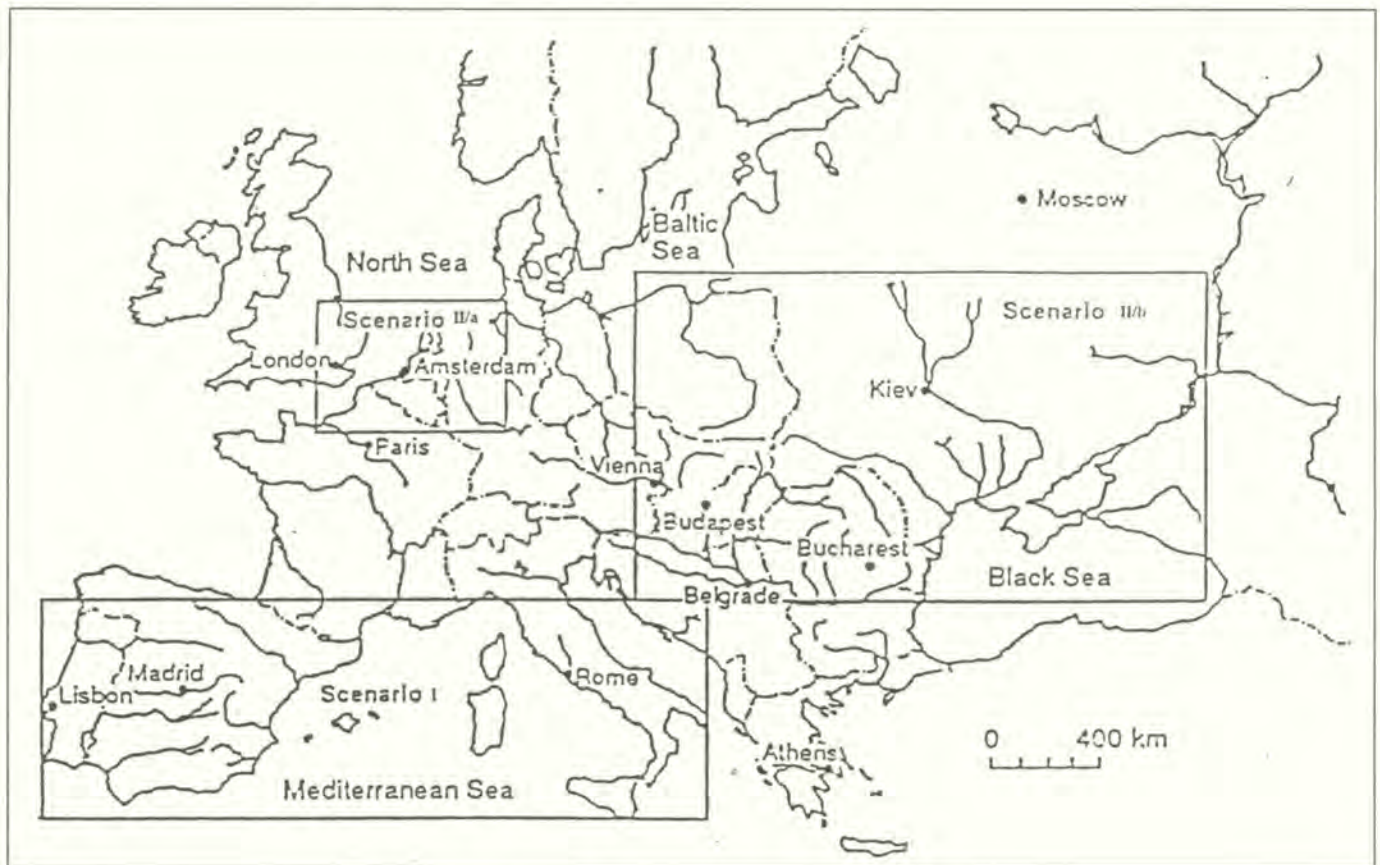 Moscow
Baltic
Sea
North Sea
Scenario II/a
Scenario II/b
London
Amsterdam
Kiev
Paris
Vienna
Budapest
Bucharest
Black Sea
Belgrade
Madrid
Rome
Lisbon
Scenario I
0 400 km
Athens
Mediterranean Sea